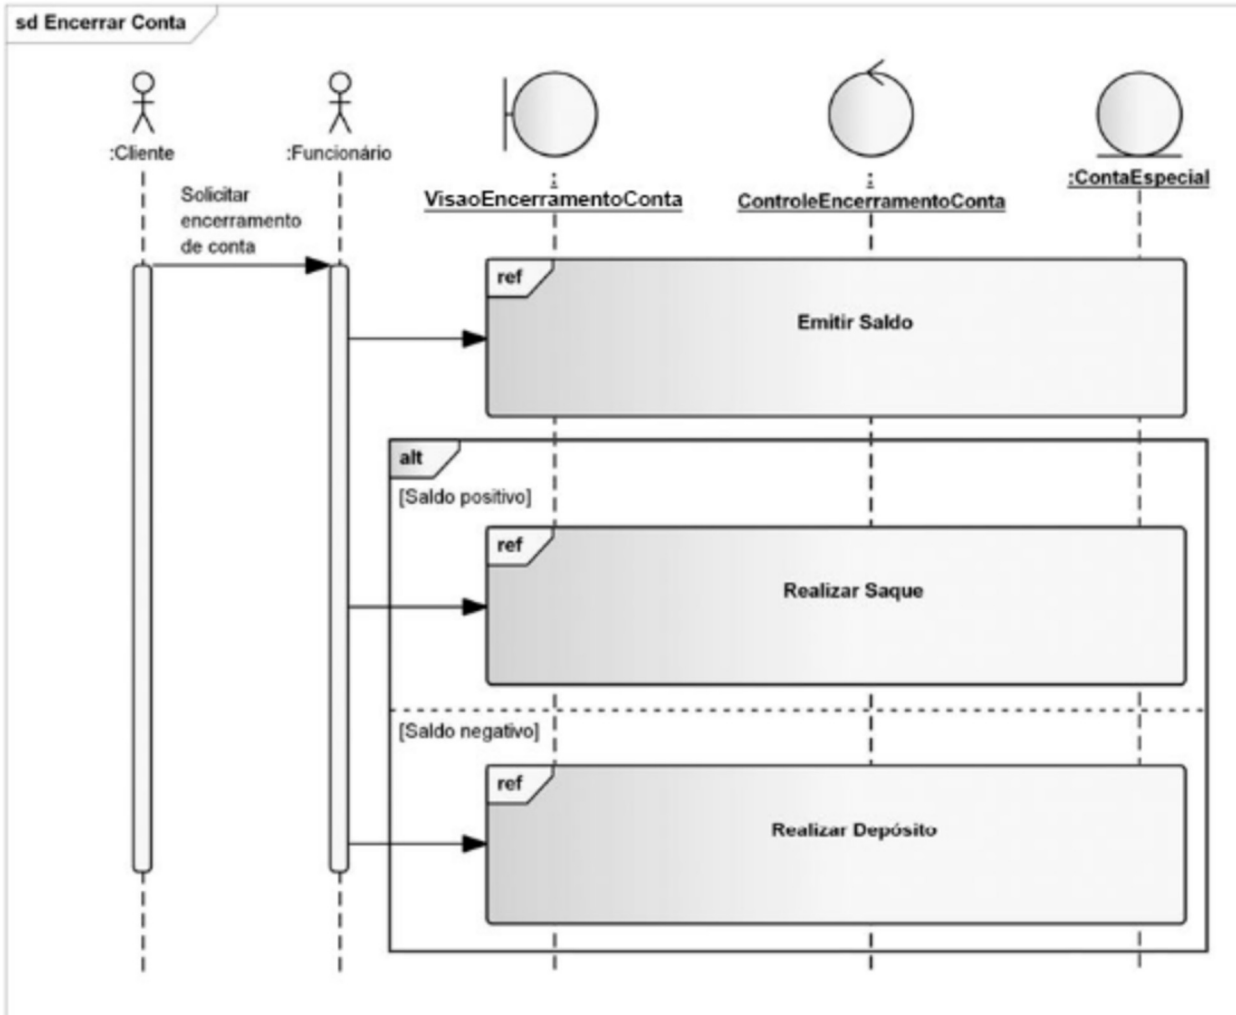 sd Encerrar Conta
:Cliente
:Funcionário
:
VisaoEncerramentoConta
:
ControleEncerramentoConta
:ContaEspecial
Solicitar
encerramento
de conta
ref
Emitir Saldo
alt
[Saldo positivo]
ref
Realizar Saque
[Saldo negativo]
ref
Realizar Depósito